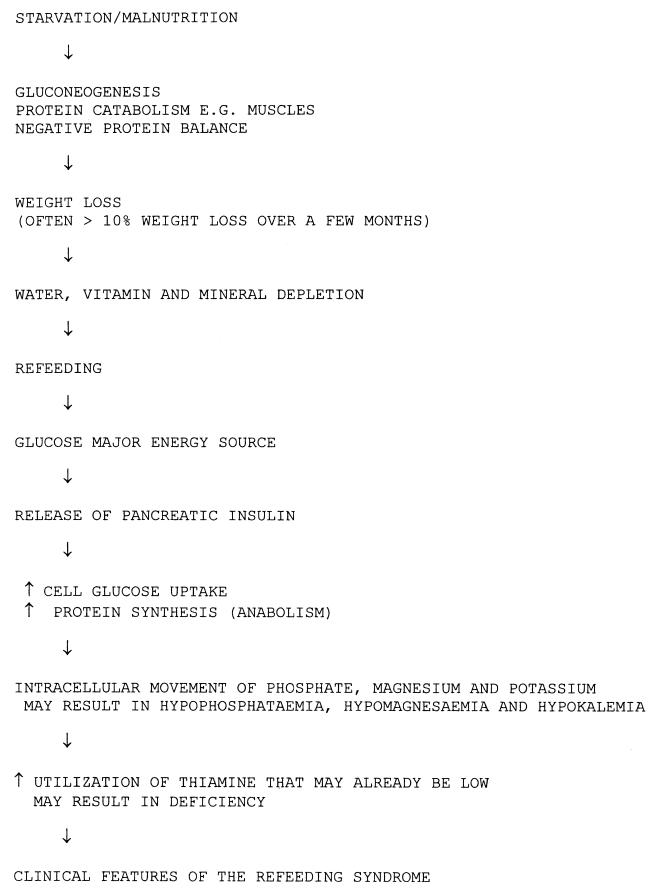 STARVATION/MALNUTRITION
↓
GLUCONEOGENESIS
PROTEIN CATABOLISM E.G. MUSCLES
NEGATIVE PROTEIN BALANCE
↓
WEIGHT LOSS
(OFTEN > 10% WEIGHT LOSS OVER A FEW MONTHS)
↓
WATER, VITAMIN AND MINERAL DEPLETION
↓
REFEEDING
↓
GLUCOSE MAJOR ENERGY SOURCE
↓
RELEASE OF PANCREATIC INSULIN
↓
↑ CELL GLUCOSE UPTAKE
↑ PROTEIN SYNTHESIS (ANABOLISM)
↓
INTRACELLULAR MOVEMENT OF PHOSPHATE, MAGNESIUM AND POTASSIUM
MAY RESULT IN HYPOPHOSPHATAEMIA, HYPOMAGNESAEMIA AND HYPOKALEMIA
↓
↑ UTILIZATION OF THIAMINE THAT MAY ALREADY BE LOW
MAY RESULT IN DEFICIENCY
↓
CLINICAL FEATURES OF THE REFEEDING SYNDROME